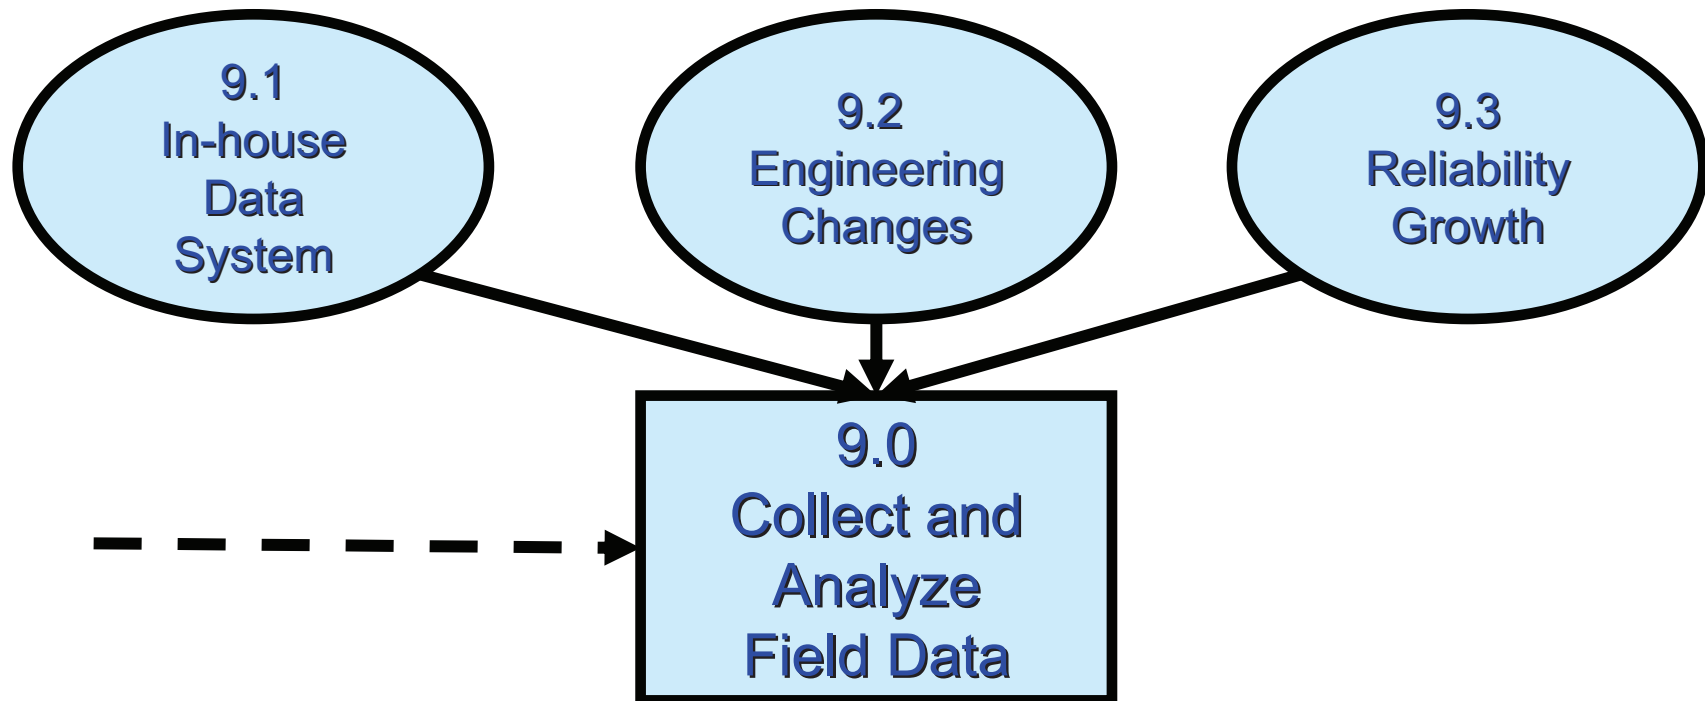 9.1
In-house
Data
System
9.2
Engineering
Changes
9.3
Reliability
Growth
9.0
Collect and
Analyze
Field Data